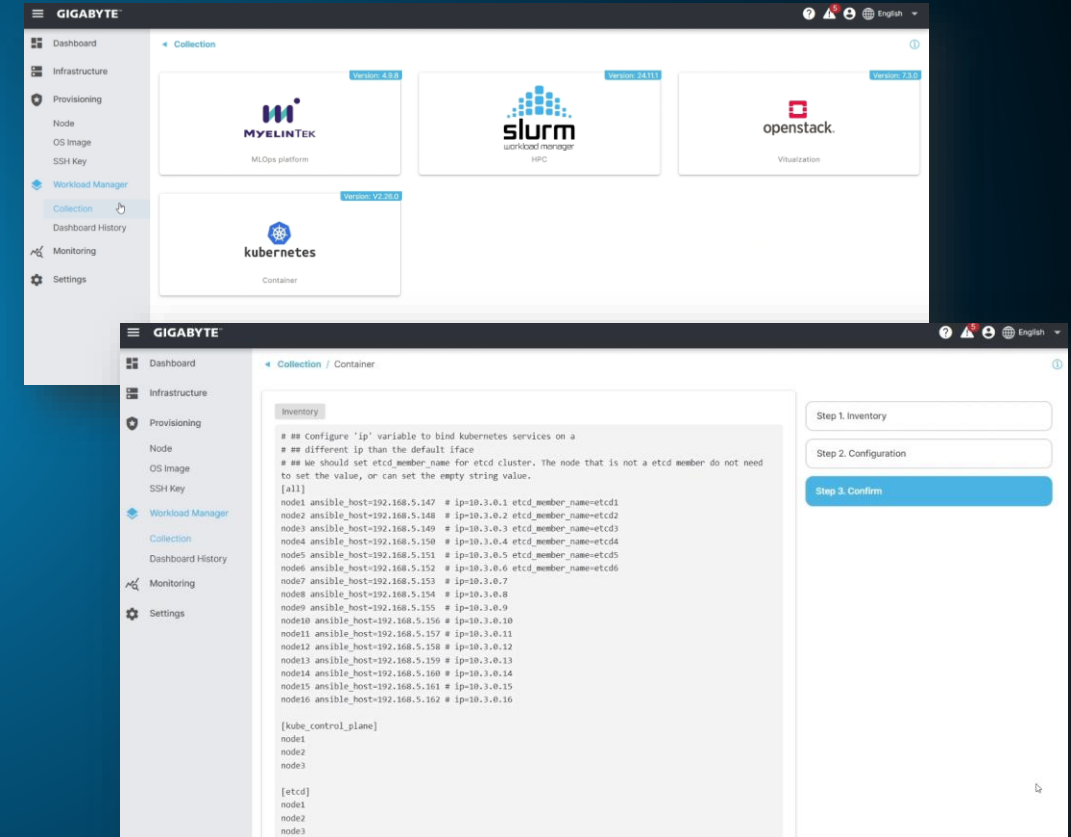 GIGABYTE™
5
English
Dashboard
Collection
Infrastructure
Provisioning
Node
OS Image
SSH Key
Workload Manager
Collection
Dashboard History
Monitoring
Settings
Version: 4.9.8
MYELINTEK
MLOps platform
Version: 24.11.1
slurm
workload manager
HPC
Version: 7.3.0
openstack.
Vitualzation
Version: V2.26.0
kubernetes
Container
GIGABYTE™
5
English
Dashboard
Collection / Container
Infrastructure
Provisioning
Node
OS Image
SSH Key
Workload Manager
Collection
Dashboard History
Monitoring
Settings
Inventory
# ## Configure 'ip' variable to bind kubernetes services on a
# ## different ip than the default iface
# ## We should set etcd_member_name for etcd cluster. The node that is not a etcd member do not need
to set the value, or can set the empty string value.
[all]
node1 ansible_host=192.168.5.147 # ip=10.3.0.1 etcd_member_name=etcd1
node2 ansible_host=192.168.5.148 # ip=10.3.0.2 etcd_member_name=etcd2
node3 ansible_host=192.168.5.149 # ip=10.3.0.3 etcd_member_name=etcd3
node4 ansible_host=192.168.5.150 # ip=10.3.0.4 etcd_member_name=etcd4
node5 ansible_host=192.168.5.151 # ip=10.3.0.5 etcd_member_name=etcd5
node6 ansible_host=192.168.5.152 # ip=10.3.0.6 etcd_member_name=etcd6
node7 ansible_host=192.168.5.153 # ip=10.3.0.7
node8 ansible_host=192.168.5.154 # ip=10.3.0.8
node9 ansible_host=192.168.5.155 # ip=10.3.0.9
node10 ansible_host=192.168.5.156 # ip=10.3.0.10
node11 ansible_host=192.168.5.157 # ip=10.3.0.11
node12 ansible_host=192.168.5.158 # ip=10.3.0.12
node13 ansible_host=192.168.5.159 # ip=10.3.0.13
node14 ansible_host=192.168.5.160 # ip=10.3.0.14
node15 ansible_host=192.168.5.161 # ip=10.3.0.15
node16 ansible_host=192.168.5.162 # ip=10.3.0.16
[kube_control_plane]
node1
node2
node3
[etcd]
node1
node2
node3
Step 1. Inventory
Step 2. Configuration
Step 3. Confirm